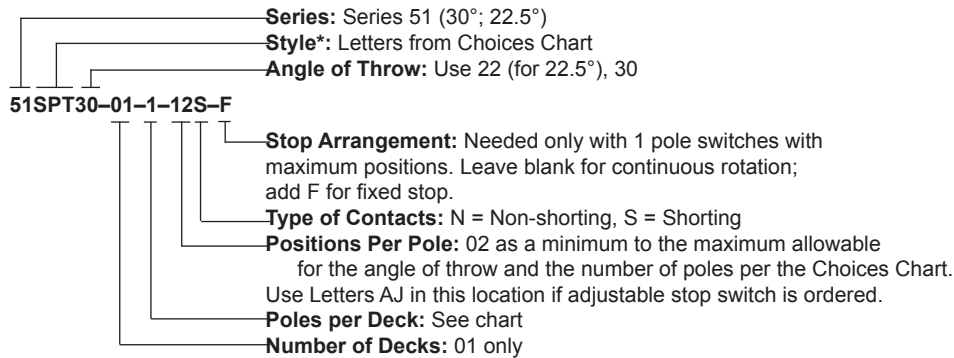 Series: Series 51 (30°; 22.5°)
Style*: Letters from Choices Chart
Angle of Throw: Use 22 (for 22.5°), 30
51SPT30–01–1–12S–F
Stop Arrangement: Needed only with 1 pole switches with
maximum positions. Leave blank for continuous rotation;
add F for fixed stop.
Type of Contacts: N = Non-shorting, S = Shorting
Positions Per Pole: 02 as a minimum to the maximum allowable
for the angle of throw and the number of poles per the Choices Chart.
Use Letters AJ in this location if adjustable stop switch is ordered.
Poles per Deck: See chart
Number of Decks: 01 only